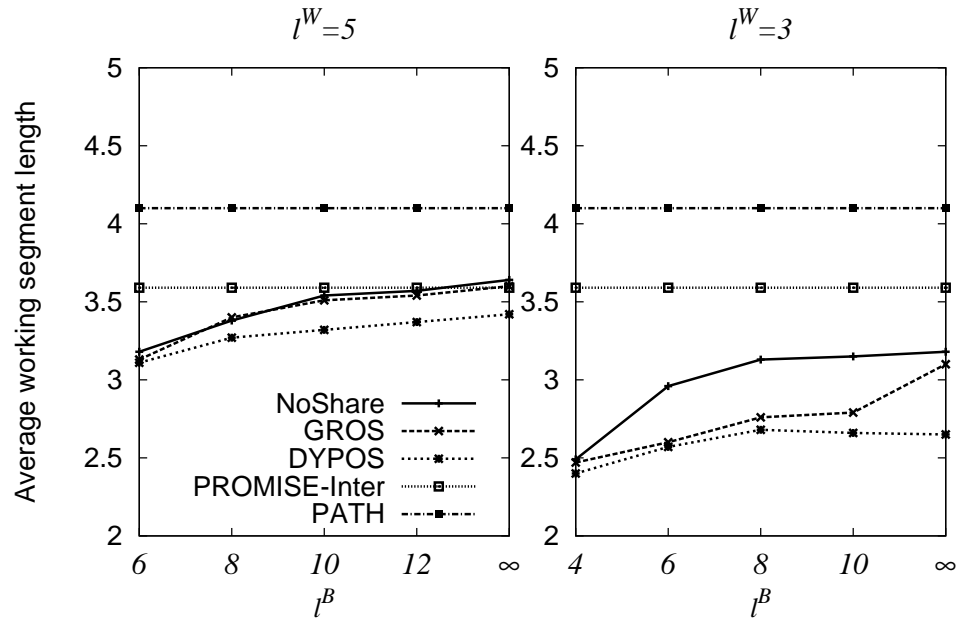 l^W=5
l^W=3
Average working segment length
5
4.5
4
3.5
3
2.5
2
NoShare
GROS
DYPOS
PROMISE-Inter
PATH
6 8 10 12 ∞
l^B
5
4.5
4
3.5
3
2.5
2
4 6 8 10 ∞
l^B